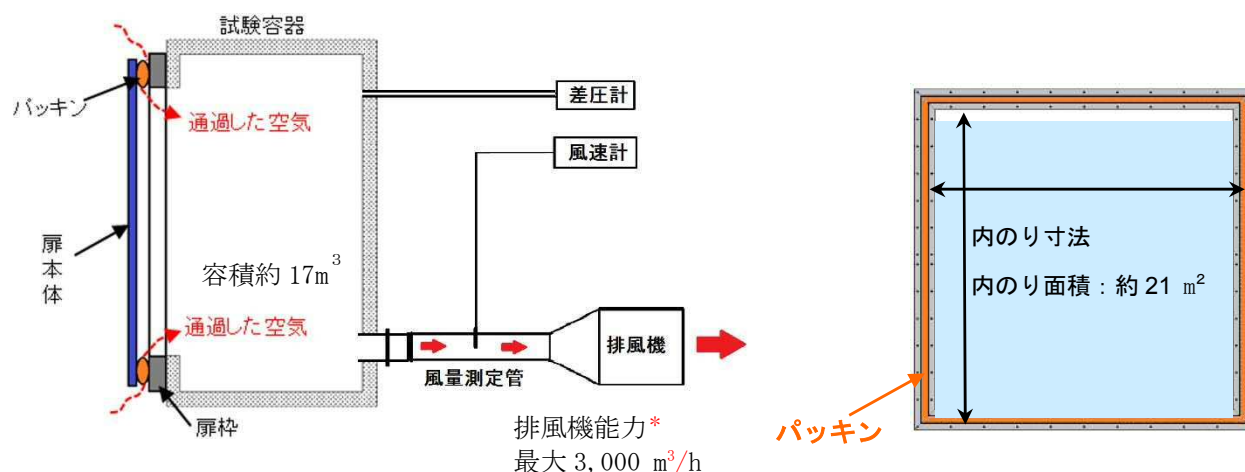 試験容器
パッキン
通過した空気
差圧計
風速計
扉本体
容積約 17m³
通過した空気
排風機
風量測定管
扉枠
排風機能力*
最大 3,000 m³/h
内のり寸法
内のり面積：約 21 m²
パッキン